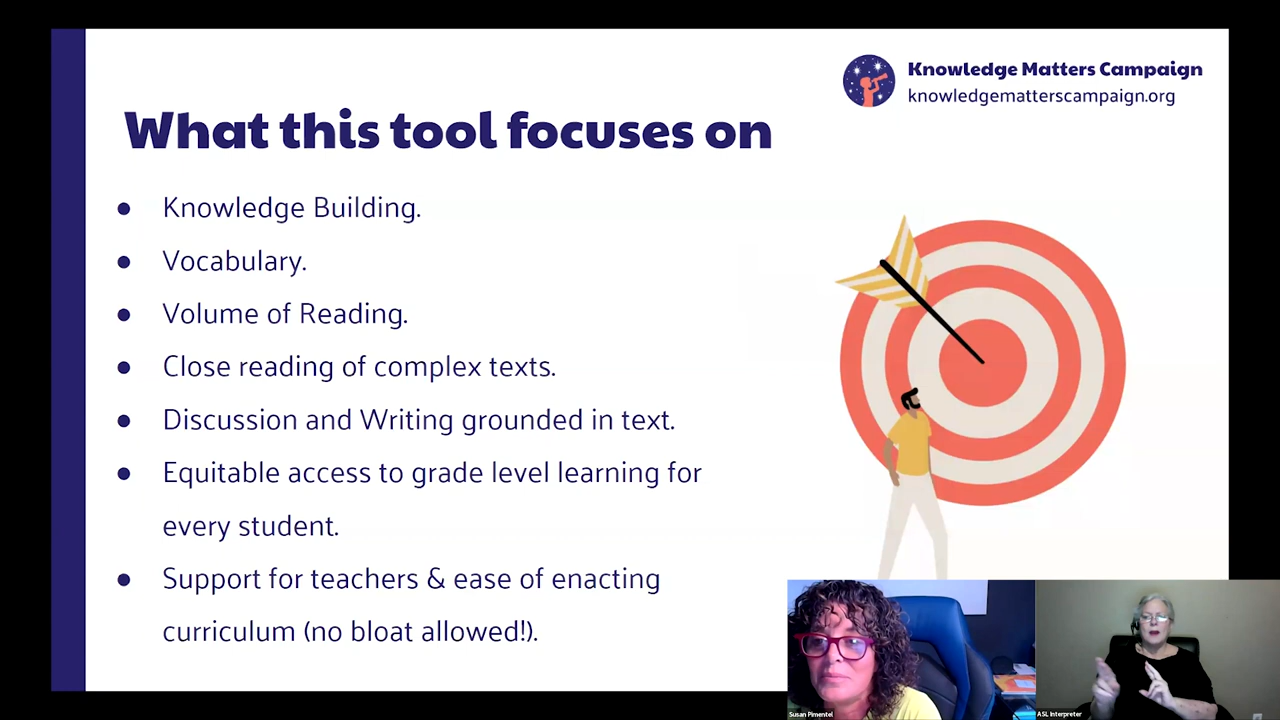 Knowledge Matters Campaign
knowledgematterscampaign.org
What this tool focuses on
● Knowledge Building.
● Vocabulary.
● Volume of Reading.
● Close reading of complex texts.
● Discussion and Writing grounded in text.
● Equitable access to grade level learning for
every student.
● Support for teachers & ease of enacting
curriculum (no bloat allowed!).
Susan Pimentel
ASL Interpreter